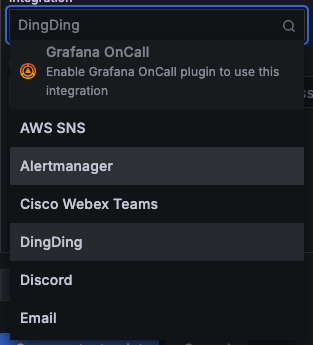 Integration
DingDing
Grafana OnCall
Enable Grafana OnCall plugin to use this
integration
AWS SNS
Alertmanager
Cisco Webex Teams
DingDing
Discord
Email